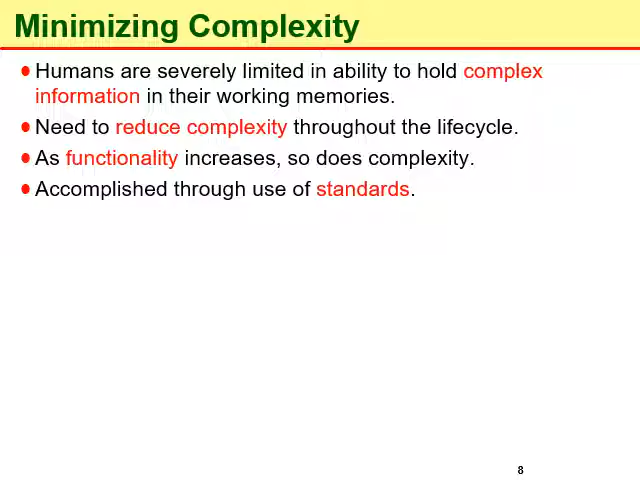 Minimizing Complexity
Humans are severely limited in ability to hold complex
information in their working memories.
Need to reduce complexity throughout the lifecycle.
As functionality increases, so does complexity.
Accomplished through use of standards.
8